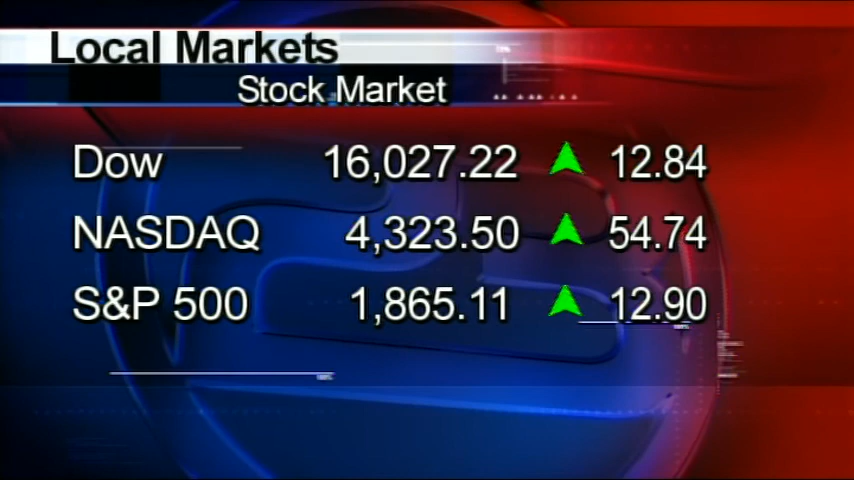 Local Markets
Stock Market
Dow 16,027.22 12.84
NASDAQ 4,323.50 54.74
S&P 500 1,865.11 12.90